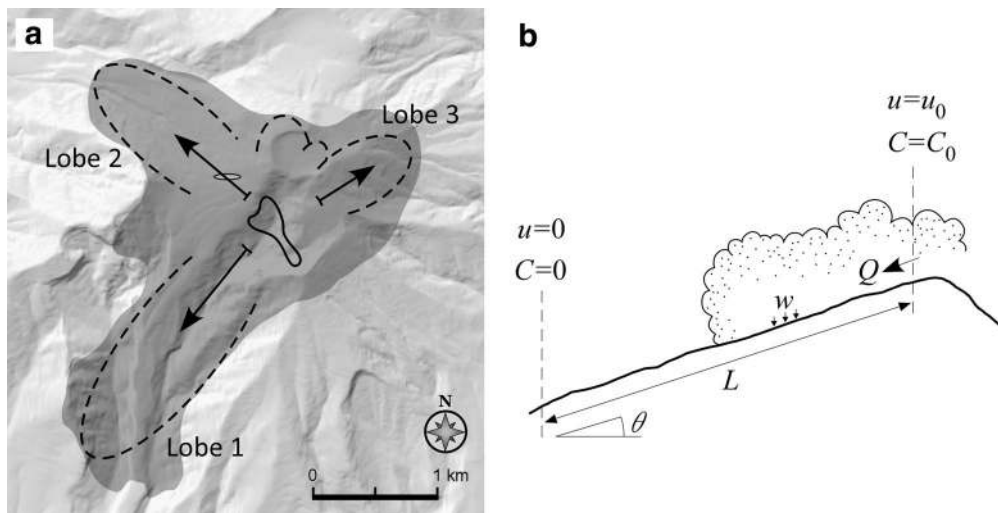 a
Lobe 2
Lobe 3
Lobe 1
N
0
1 km
b
u=u₀
C=C₀
u=0
C=0
Q
w
L
θ